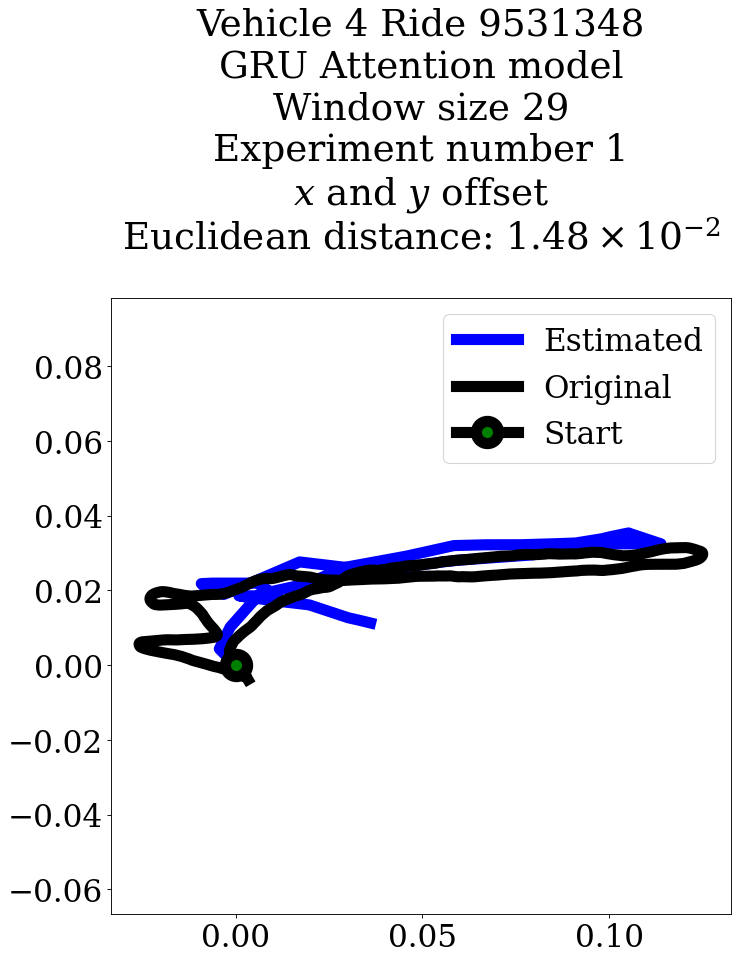 Vehicle 4 Ride 9531348
GRU Attention model
Window size 29
Experiment number 1
x and y offset
Euclidean distance: 1.48 × 10⁻²
Estimated
Original
Start
0.08
0.06
0.04
0.02
0.00
−0.02
−0.04
−0.06
0.00 0.05 0.10